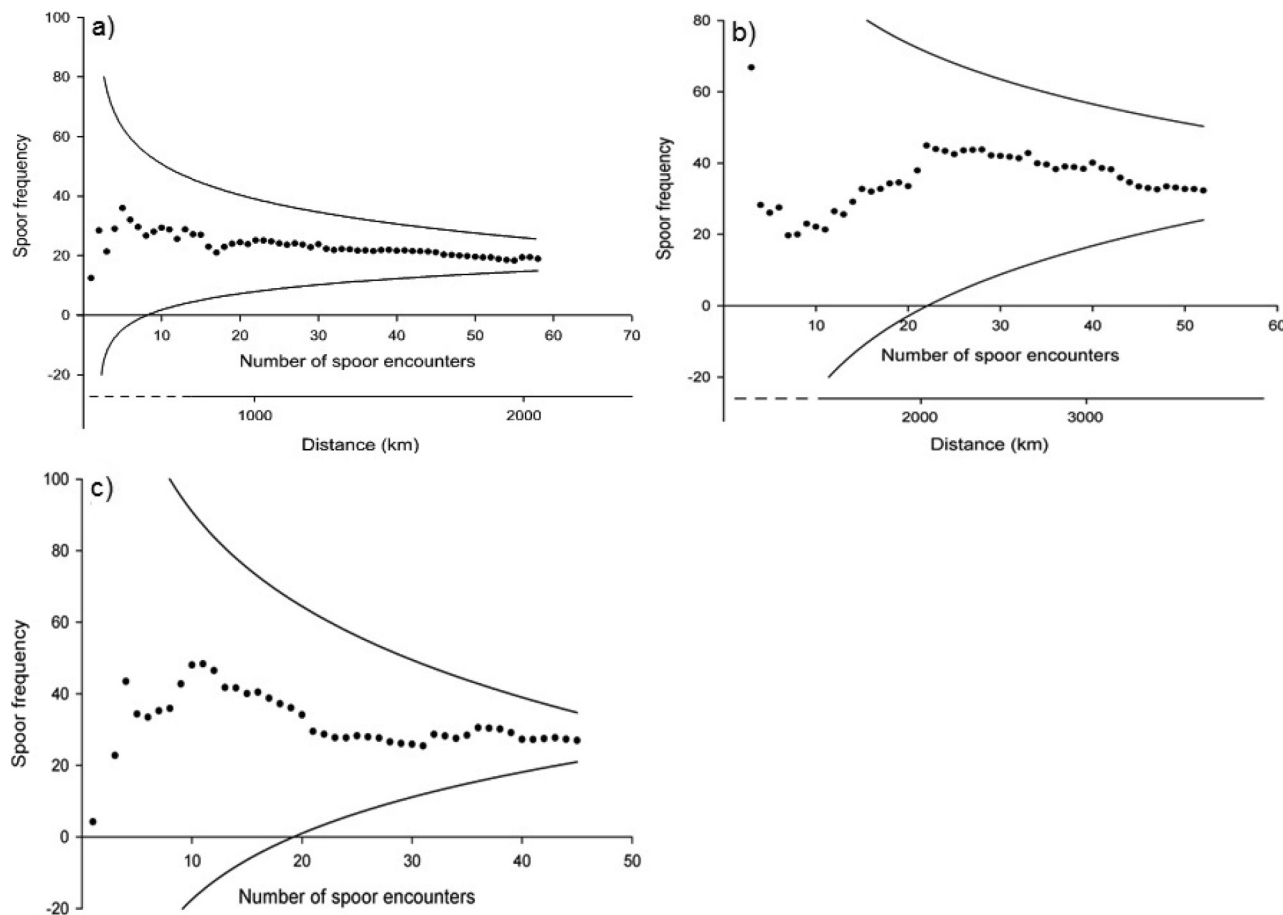 a)
100
80
60
40
20
0
-20
Spoor frequency
10 20 30 40 50 60 70
Number of spoor encounters
1000 2000
Distance (km)
b)
80
60
40
20
0
-20
Spoor frequency
10 20 30 40 50 60
Number of spoor encounters
2000 3000
Distance (km)
c)
100
80
60
40
20
0
-20
Spoor frequency
10 20 30 40 50
Number of spoor encounters